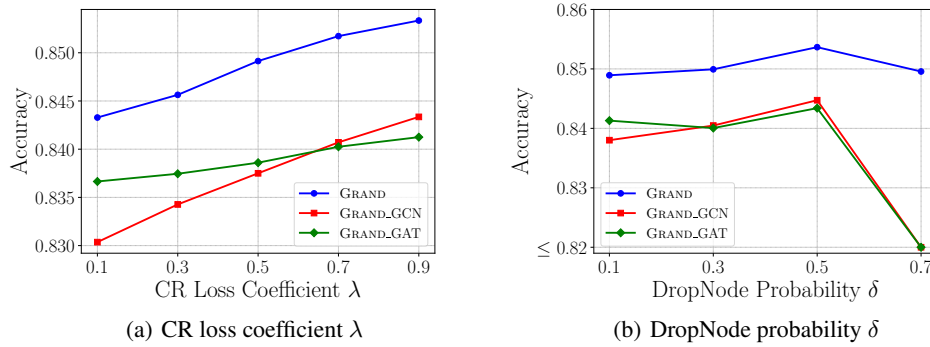 0.850
0.845
0.840
0.835
0.830
Accuracy
GRAND
GRAND_GCN
GRAND_GAT
0.1 0.3 0.5 0.7 0.9
CR Loss Coefficient λ
(a) CR loss coefficient λ
0.86
0.85
0.84
0.83
≤ 0.82
Accuracy
GRAND
GRAND_GCN
GRAND_GAT
0.1 0.3 0.5 0.7
DropNode Probability δ
(b) DropNode probability δ